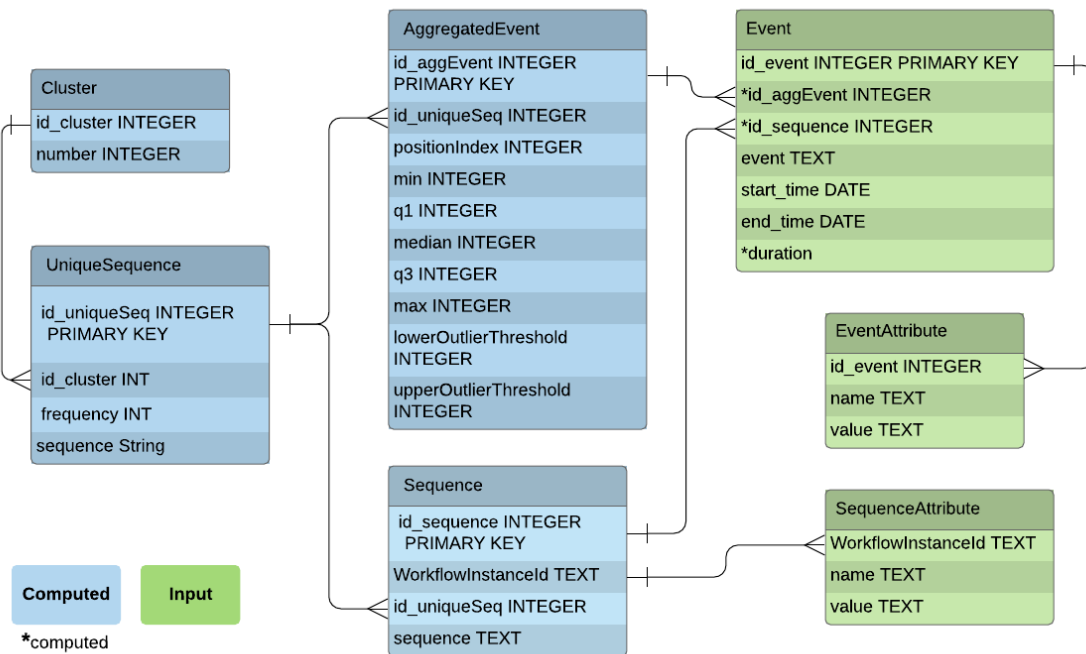 Cluster
id_cluster INTEGER
number INTEGER
UniqueSequence
id_uniqueSeq INTEGER
PRIMARY KEY
id_cluster INT
frequency INT
sequence String
AggregatedEvent
id_aggEvent INTEGER
PRIMARY KEY
id_uniqueSeq INTEGER
positionIndex INTEGER
min INTEGER
q1 INTEGER
median INTEGER
q3 INTEGER
max INTEGER
lowerOutlierThreshold
INTEGER
upperOutlierThreshold
INTEGER
Sequence
id_sequence INTEGER
PRIMARY KEY
WorkflowInstanceId TEXT
id_uniqueSeq INTEGER
sequence TEXT
Event
id_event INTEGER PRIMARY KEY
*id_aggEvent INTEGER
*id_sequence INTEGER
event TEXT
start_time DATE
end_time DATE
*duration
EventAttribute
id_event INTEGER
name TEXT
value TEXT
SequenceAttribute
WorkflowInstanceId TEXT
name TEXT
value TEXT
Computed
Input
*computed